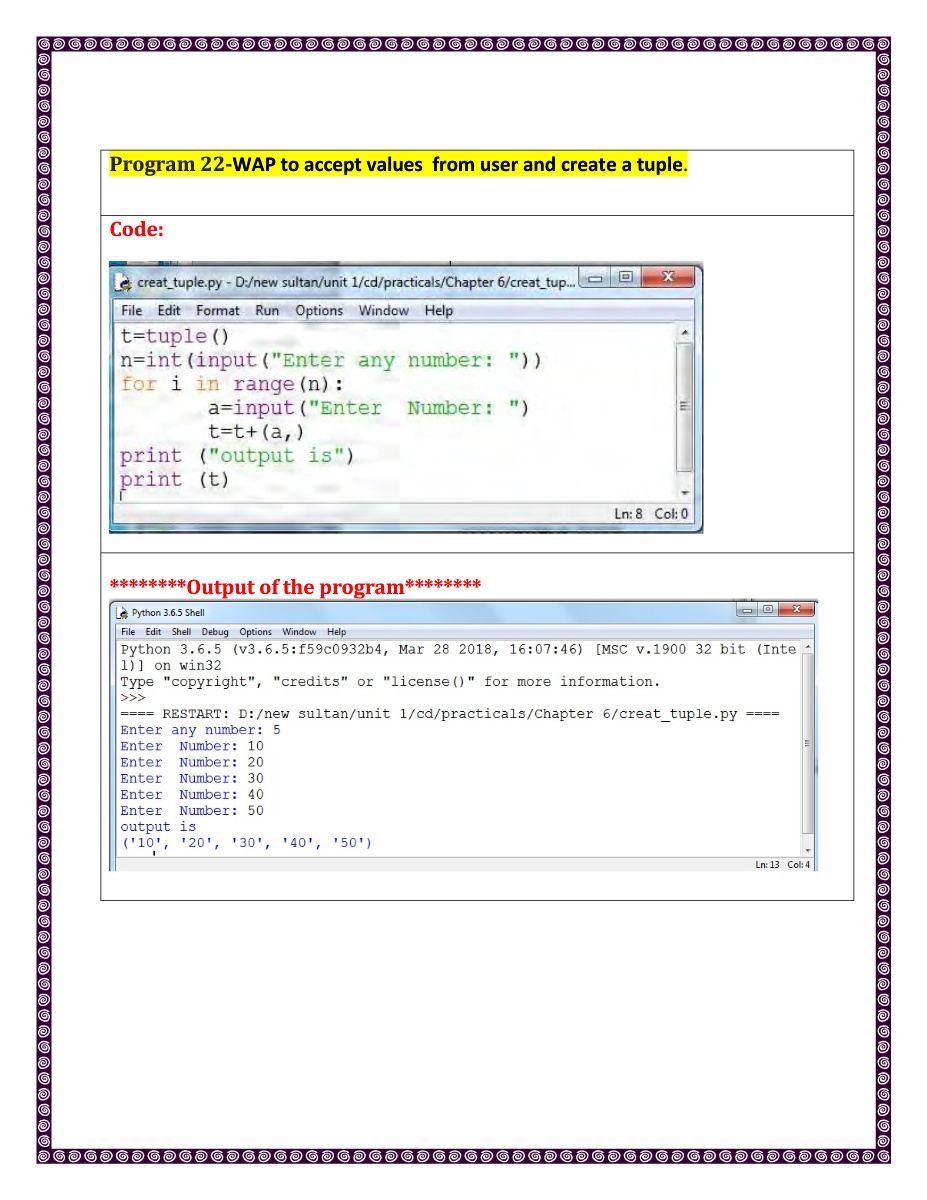 Program 22-WAP to accept values  from user and create a tuple.
Code:
creat_tuple.py - D:/new sultan/unit 1/cd/practicals/Chapter 6/creat_tup...
File Edit Format Run Options Window Help
t=tuple()
n=int(input("Enter any number: "))
for i in range(n):
        a=input("Enter  Number: ")
        t=t+(a,)
print ("output is")
print (t)
Ln: 8 Col: 0
********Output of the program********
Python 3.6.5 Shell
File Edit Shell Debug Options Window Help
Python 3.6.5 (v3.6.5:f59c0932b4, Mar 28 2018, 16:07:46) [MSC v.1900 32 bit (Inte
l)] on win32
Type "copyright", "credits" or "license()" for more information.
>>>
==== RESTART: D:/new sultan/unit 1/cd/practicals/Chapter 6/creat_tuple.py ====
Enter any number: 5
Enter  Number: 10
Enter  Number: 20
Enter  Number: 30
Enter  Number: 40
Enter  Number: 50
output is
('10', '20', '30', '40', '50')
Ln: 13 Col: 4